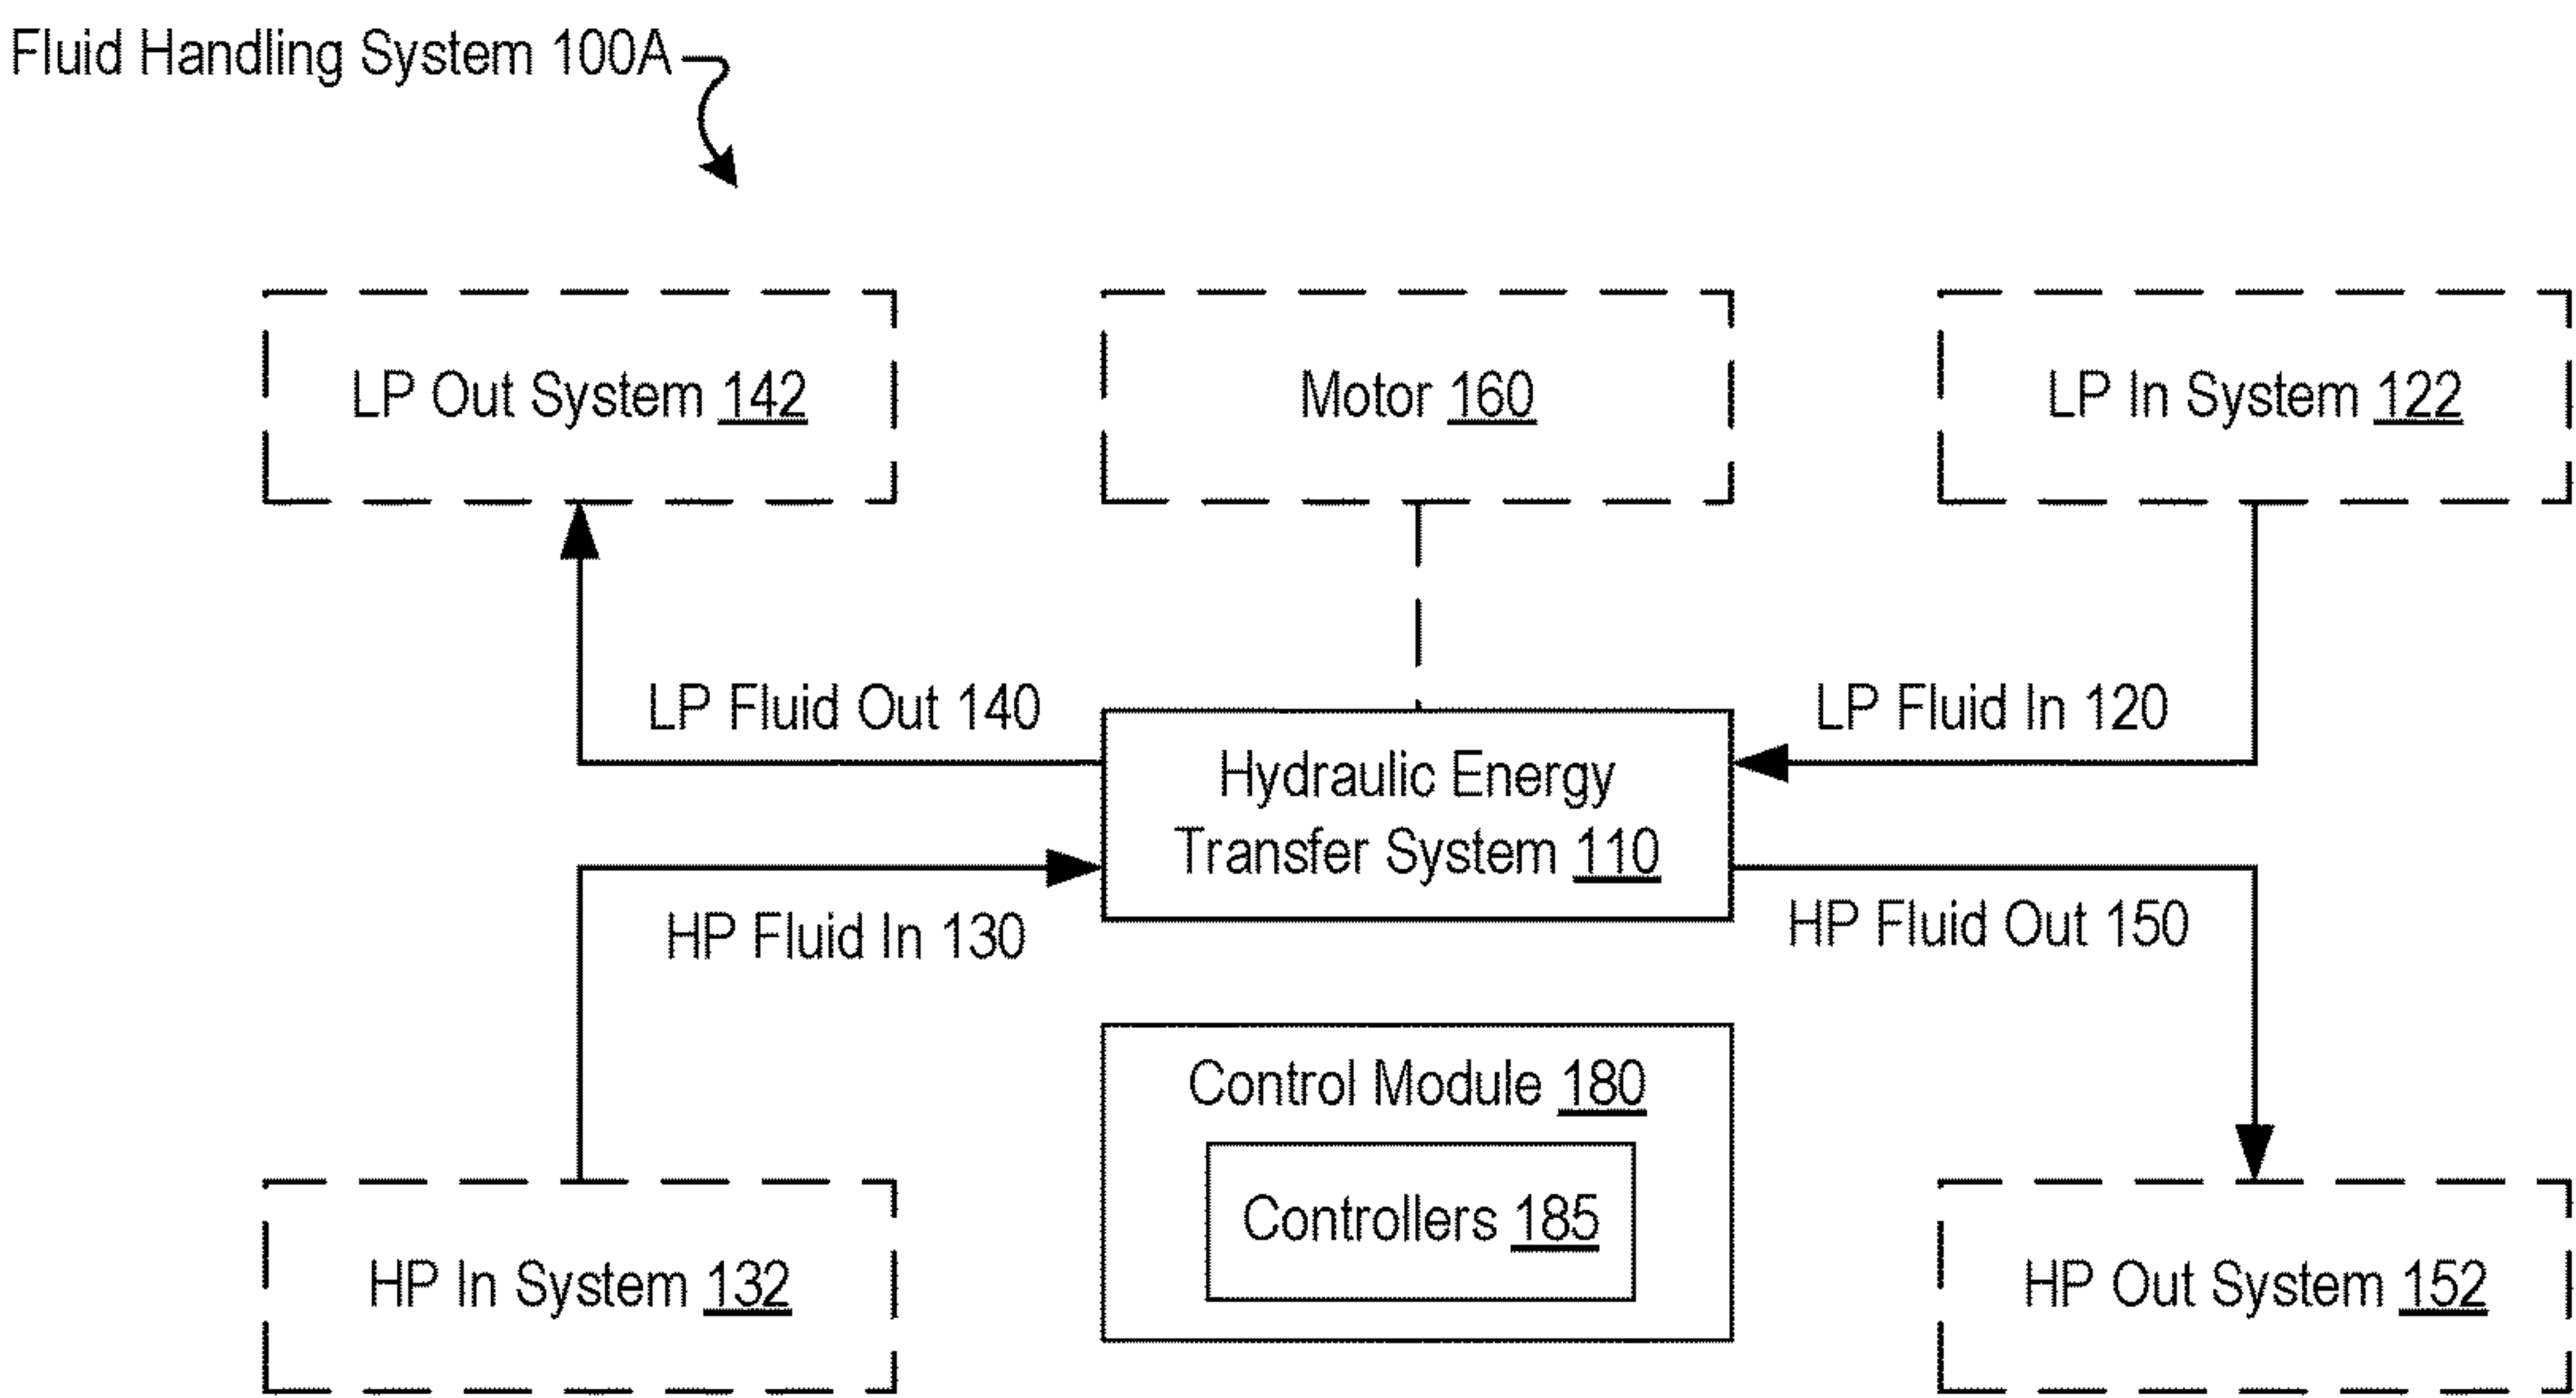 Fluid Handling System 100A
LP Out System 142
Motor 160
LP In System 122
LP Fluid Out 140
LP Fluid In 120
Hydraulic Energy
Transfer System 110
HP Fluid In 130
HP Fluid Out 150
Control Module 180
Controllers 185
HP In System 132
HP Out System 152